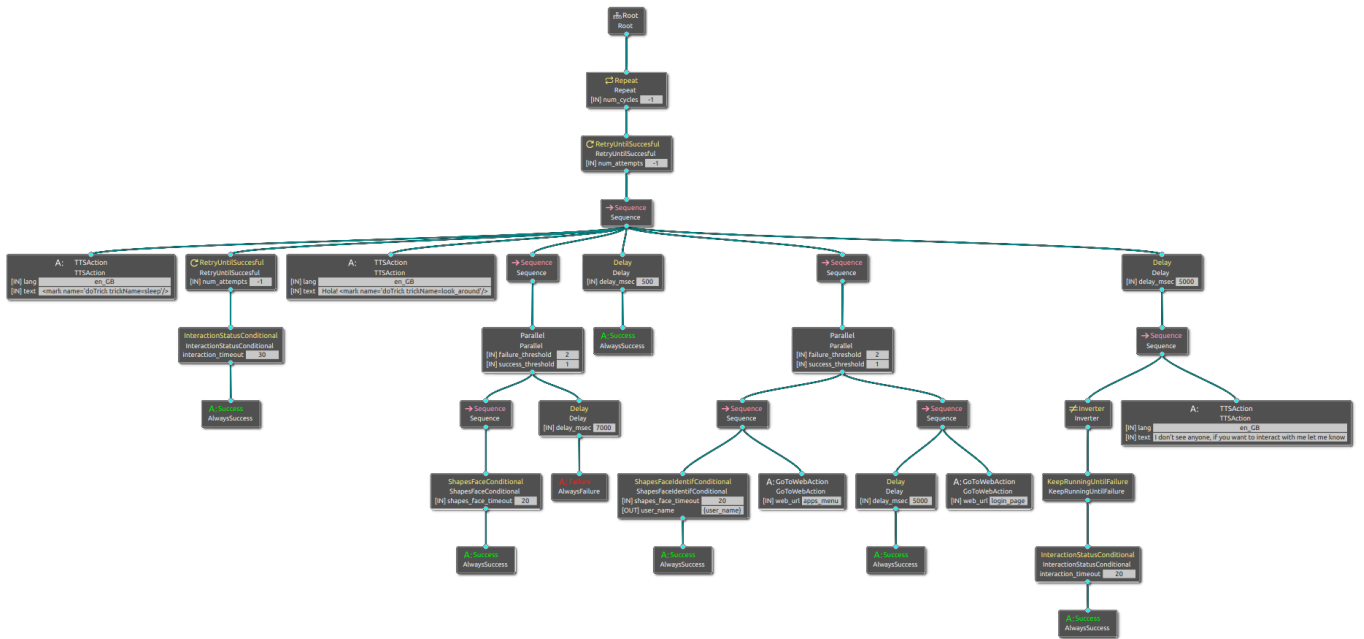 Root
Root
Repeat
Repeat
[IN] num_cycles -1
RetryUntilSuccesful
RetryUntilSuccesful
[IN] num_attempts -1
Sequence
Sequence
A: TTSAction
TTSAction
[IN] lang en_GB
[IN] text <mark name='doTrick trickName=sleep'/>
RetryUntilSuccesful
RetryUntilSuccesful
[IN] num_attempts -1
A: TTSAction
TTSAction
[IN] lang en_GB
[IN] text Hola! <mark name='doTrick trickName=look_around'/>
Sequence
Sequence
Delay
Delay
[IN] delay_msec 500
Sequence
Sequence
Delay
Delay
[IN] delay_msec 5000
InteractionStatusConditional
InteractionStatusConditional
interaction_timeout 30
Parallel
Parallel
[IN] failure_threshold 2
[IN] success_threshold 1
A:Success
AlwaysSuccess
Parallel
Parallel
[IN] failure_threshold 2
[IN] success_threshold 1
Sequence
Sequence
A:Success
AlwaysSuccess
Sequence
Sequence
Delay
Delay
[IN] delay_msec 7000
Sequence
Sequence
Sequence
Sequence
Inverter
Inverter
A: TTSAction
TTSAction
[IN] lang en_GB
[IN] text I don't see anyone, if you want to interact with me let me know
ShapesFaceConditional
ShapesFaceConditional
[IN] shapes_face_timeout 20
A:Failure
AlwaysFailure
ShapesFaceIdentifConditional
ShapesFaceIdentifConditional
[IN] shapes_face_timeout 20
[OUT] user_name {user_name}
A:GoToWebAction
GoToWebAction
[IN] web_url apps_menu
Delay
Delay
[IN] delay_msec 5000
A:GoToWebAction
GoToWebAction
[IN] web_url login_page
KeepRunningUntilFailure
KeepRunningUntilFailure
A:Success
AlwaysSuccess
A:Success
AlwaysSuccess
A:Success
AlwaysSuccess
InteractionStatusConditional
InteractionStatusConditional
interaction_timeout 20
A:Success
AlwaysSuccess